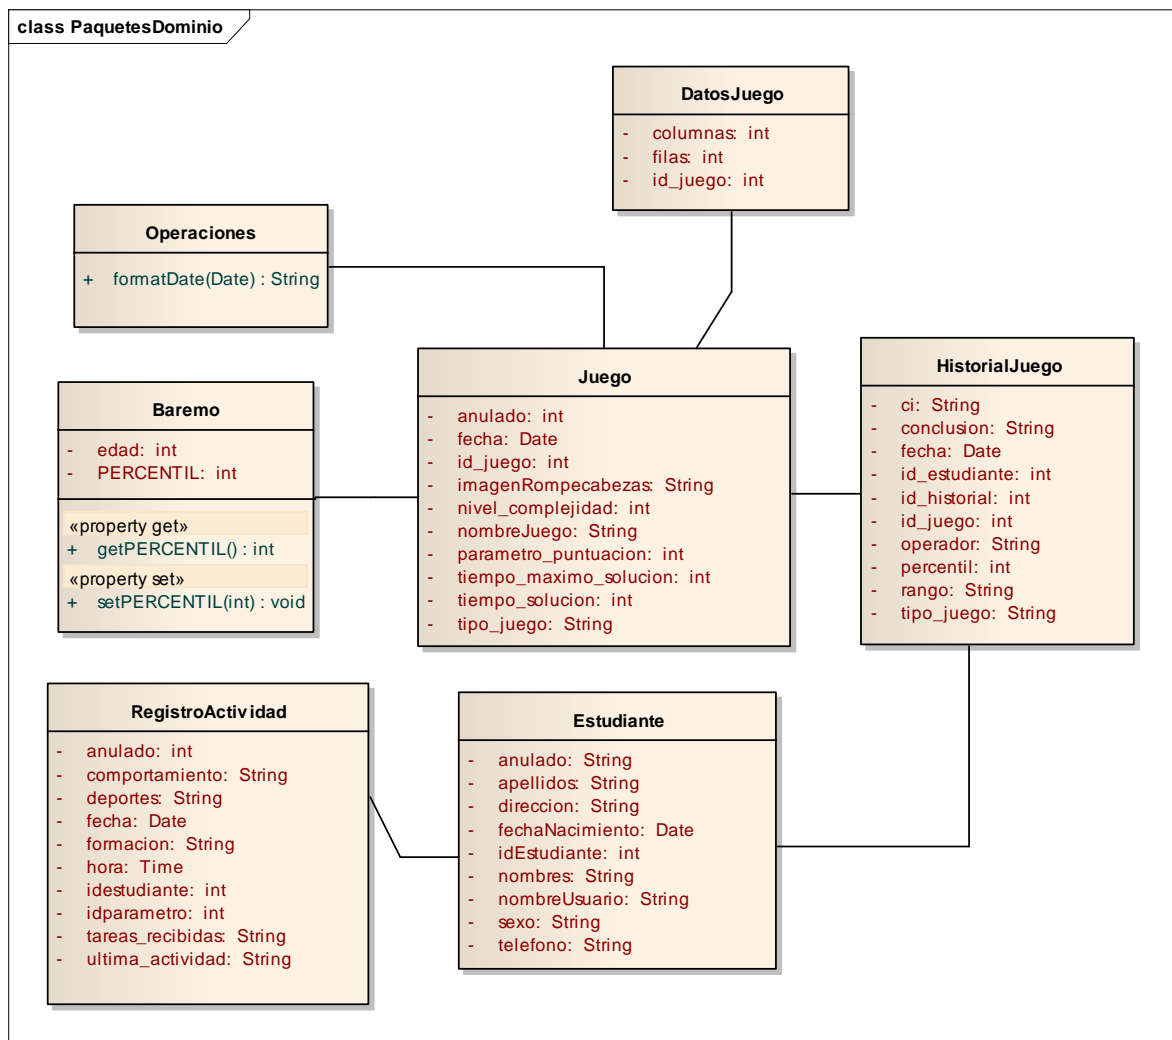 class PaquetesDominio
DatosJuego
- columnas: int
- filas: int
- id_juego: int
Operaciones
+ formatDate(Date) : String
Baremo
- edad: int
- PERCENTIL: int
«property get»
+ getPERCENTIL() : int
«property set»
+ setPERCENTIL(int) : void
Juego
- anulado: int
- fecha: Date
- id_juego: int
- imagenRompecabezas: String
- nivel_complejidad: int
- nombreJuego: String
- parametro_puntuacion: int
- tiempo_maximo_solucion: int
- tiempo_solucion: int
- tipo_juego: String
HistorialJuego
- ci: String
- conclusion: String
- fecha: Date
- id_estudiante: int
- id_historial: int
- id_juego: int
- operador: String
- percentil: int
- rango: String
- tipo_juego: String
RegistroActividad
- anulado: int
- comportamiento: String
- deportes: String
- fecha: Date
- formacion: String
- hora: Time
- idestudiante: int
- idparametro: int
- tareas_recibidas: String
- ultima_actividad: String
Estudiante
- anulado: String
- apellidos: String
- direccion: String
- fechaNacimiento: Date
- idEstudiante: int
- nombres: String
- nombreUsuario: String
- sexo: String
- telefono: String